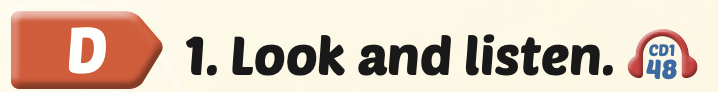 D 1. Look and listen. CD1
48